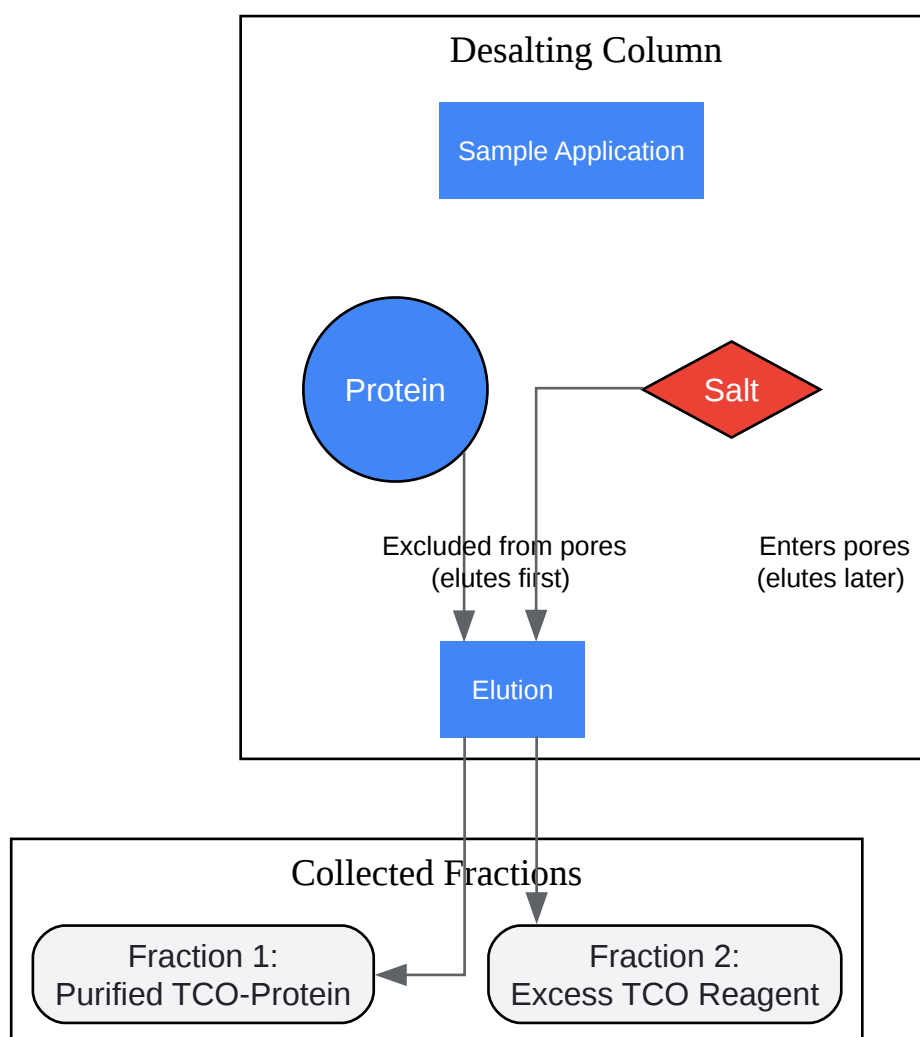 Desalting Column
Sample Application
Protein
Salt
Excluded from pores
(elutes first)
Enters pores
(elutes later)
Elution
Collected Fractions
Fraction 1:
Purified TCO-Protein
Fraction 2:
Excess TCO Reagent